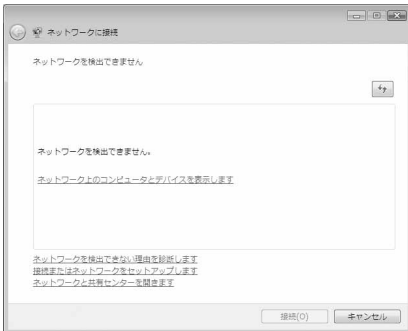 ネットワークに接続
ネットワークを検出できません
ネットワークを検出できません。
ネットワーク上のコンピュータとデバイスを表示します
ネットワークを検出できない理由を診断します
接続またはネットワークをセットアップします
ネットワークと共有センターを開きます
接続(O)
キャンセル